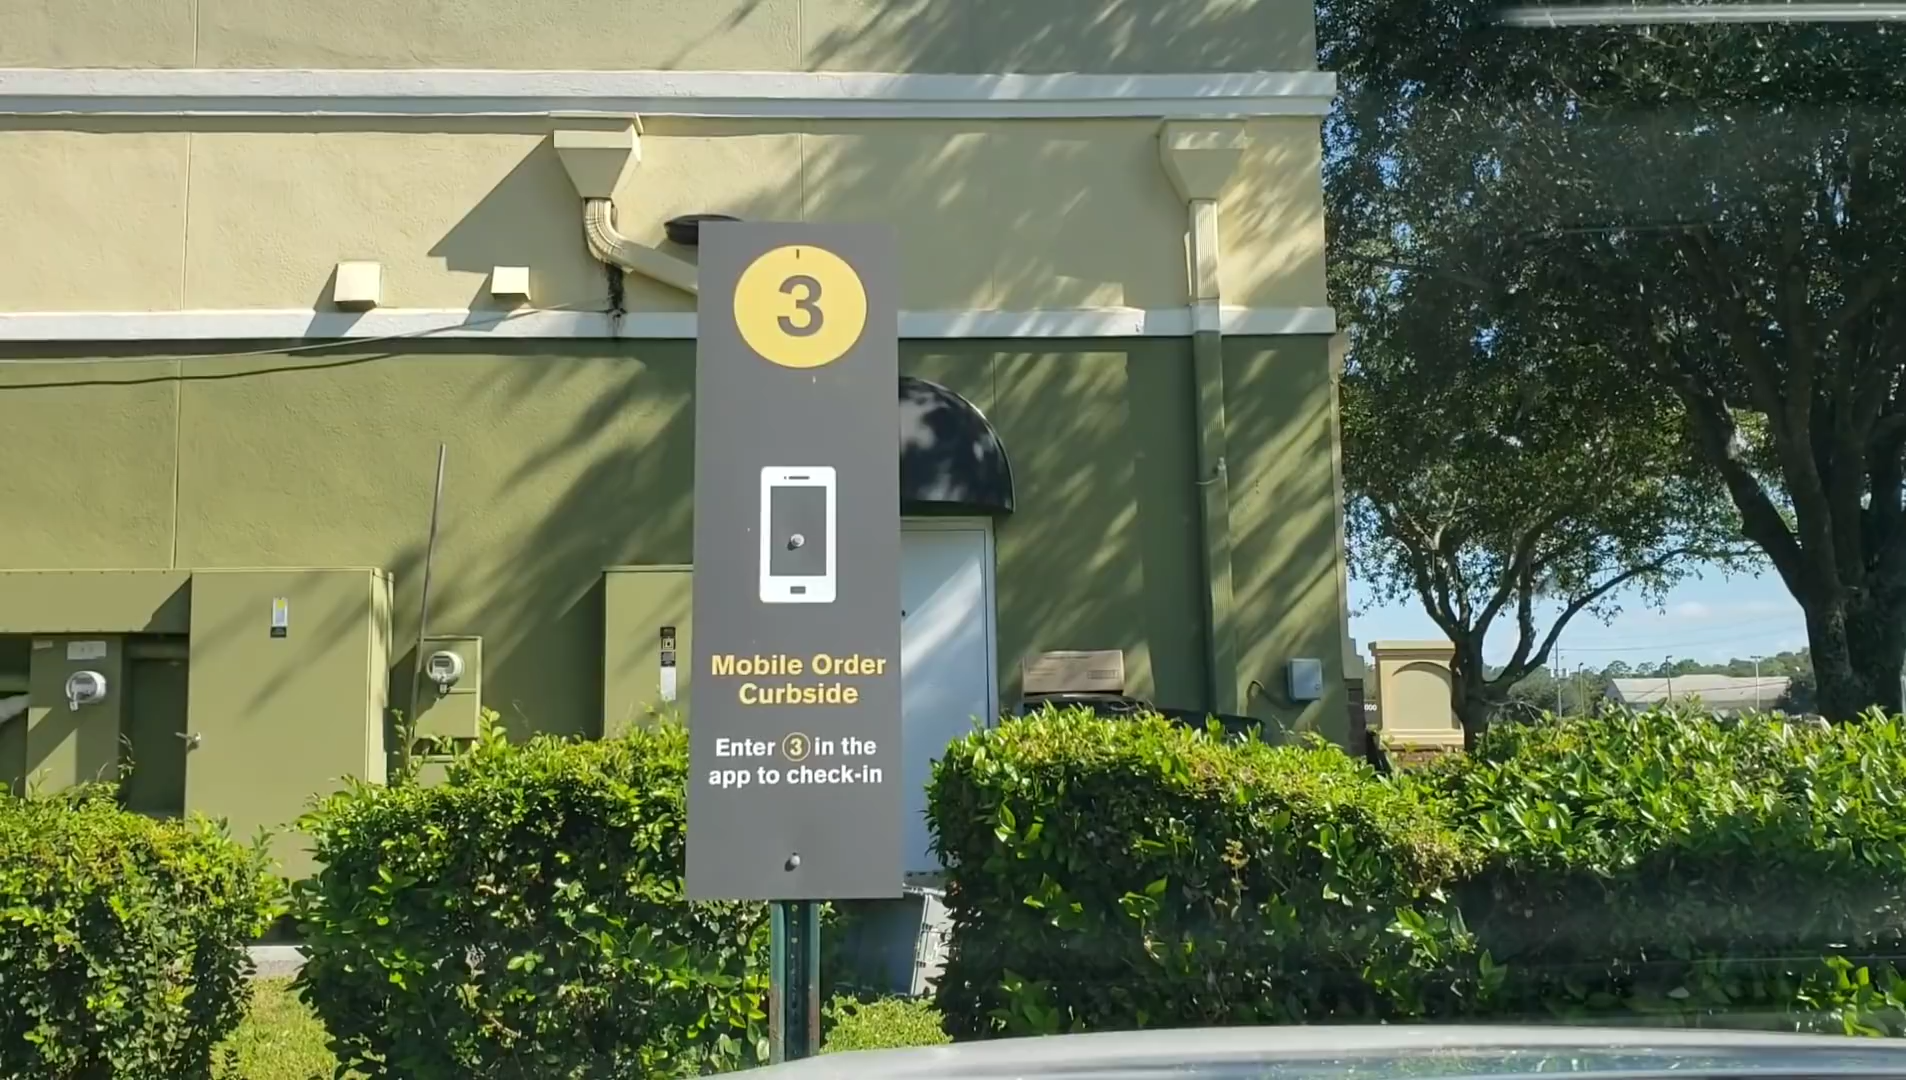 3
Mobile Order
Curbside
Enter 3 in the
app to check-in